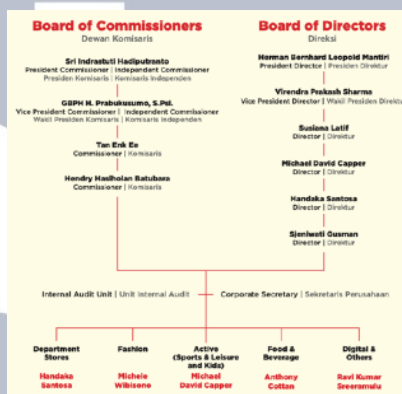 Board of Commissioners
Dewan Komisaris
Sri Indrastuti Hadiputranto
President Commissioner | Independent Commissioner
Presiden Komisaris | Komisaris Independen
GBPH H. Prabukusumo, S.Psi.
Vice President Commissioner | Independent Commissioner
Wakil Presiden Komisaris | Komisaris Independen
Tan Enk Ee
Commissioner | Komisaris
Hendry Hasiholan Batubara
Commissioner | Komisaris
Board of Directors
Direksi
Herman Bernhard Leopold Mantiri
President Director | Presiden Direktur
Virendra Prakash Sharma
Vice President Director | Wakil Presiden Direktu
Susiana Latif
Director | Direktur
Michael David Capper
Director | Direktur
Handaka Santosa
Director | Direktur
Sjeniwati Gusman
Director | Direktur
Internal Audit Unit | Unit Internal Audit
Corporate Secretary | Sekretaris Perusahaan
Department
Stores
Handaka
Santosa
Fashion
Michele
Wibisono
Active
(Sports & Leisure
and Kids)
Michael
David Capper
Food &
Beverage
Anthony
Cottan
Digital &
Others
Ravi Kumar
Sreeramulu